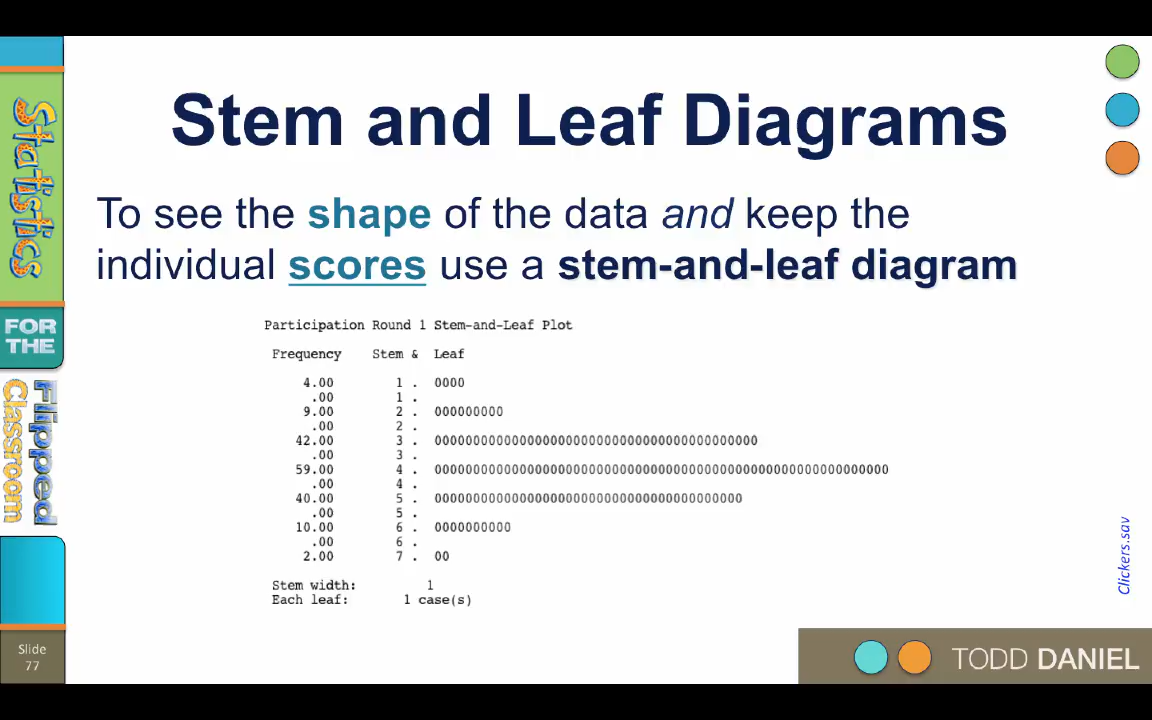 Stem and Leaf Diagrams
To see the shape of the data and keep the
individual scores use a stem-and-leaf diagram
Participation Round 1 Stem-and-Leaf Plot
Frequency Stem & Leaf
4.00 1 . 0000
.00 1 .
9.00 2 . 000000000
.00 2 .
42.00 3 . 000000000000000000000000000000000000000000
.00 3 .
59.00 4 . 00000000000000000000000000000000000000000000000000000000000
.00 4 .
40.00 5 . 0000000000000000000000000000000000000000
.00 5 .
10.00 6 . 0000000000
.00 6 .
2.00 7 . 00
Stem width: 1
Each leaf: 1 case(s)
Statistics
FOR THE
Flipped
Classroom
Slide
77
Clickers.sav
TODD DANIEL